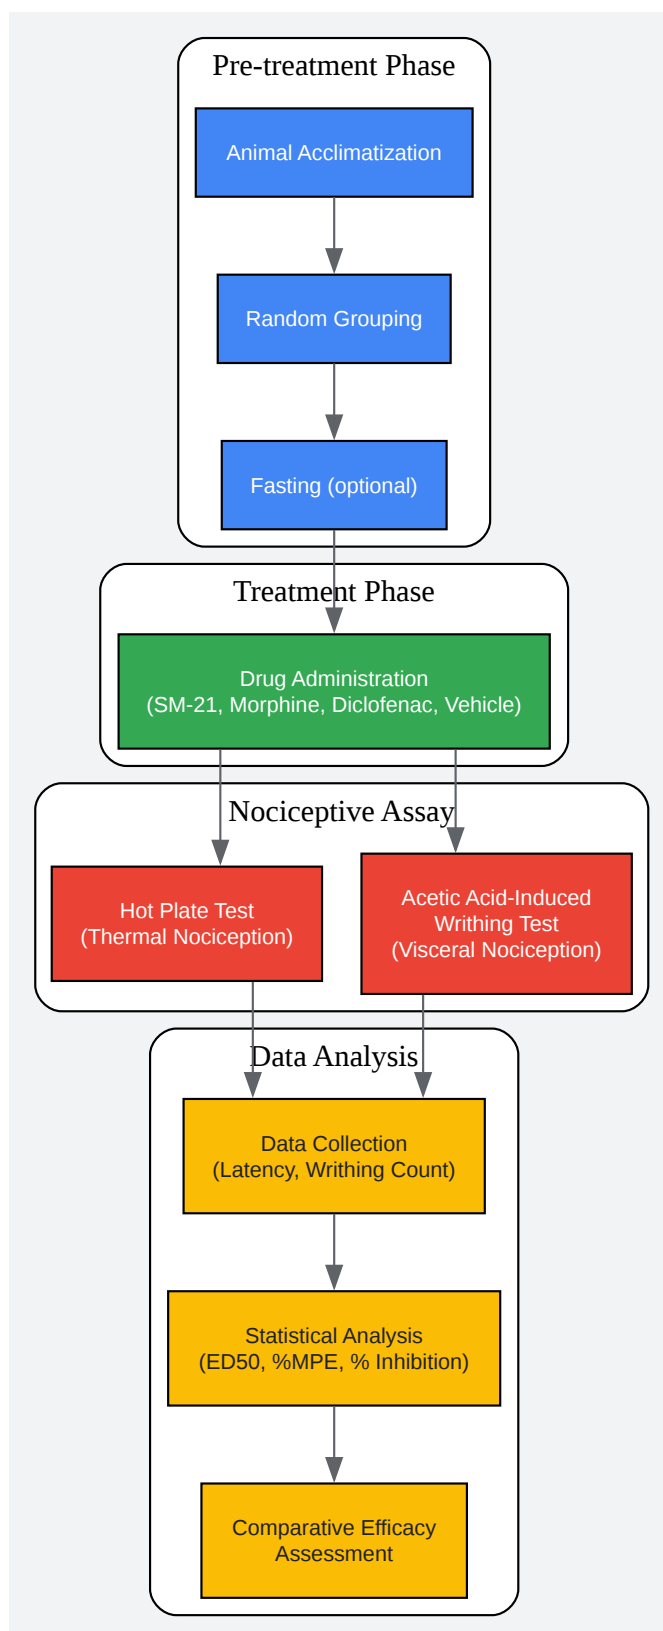 Pre-treatment Phase
Animal Acclimatization
Random Grouping
Fasting (optional)
Treatment Phase
Drug Administration
(SM-21, Morphine, Diclofenac, Vehicle)
Nociceptive Assay
Hot Plate Test
(Thermal Nociception)
Acetic Acid-Induced
Writhing Test
(Visceral Nociception)
Data Analysis
Data Collection
(Latency, Writhing Count)
Statistical Analysis
(ED50, %MPE, % Inhibition)
Comparative Efficacy
Assessment